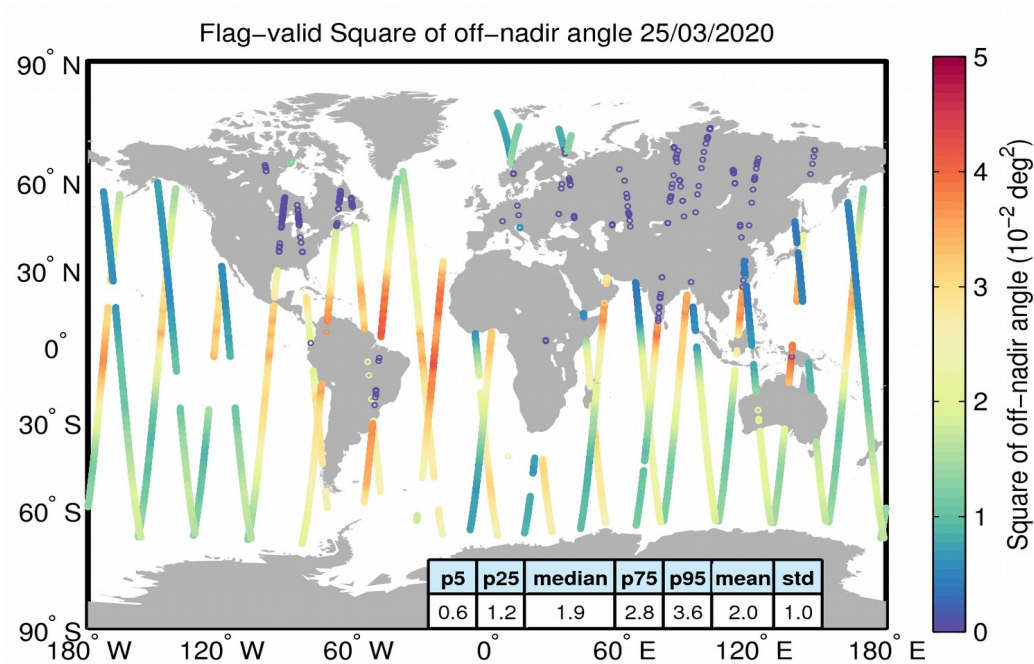 Flag-valid Square of off-nadir angle 25/03/2020
90° N
60° N
30° N
0°
30° S
60° S
90° S
180° W
120° W
60° W
0°
60° E
120° E
180° E
5
4
3
2
1
0
Square of off-nadir angle (10⁻² deg²)
p5 p25 median p75 p95 mean std
0.6 1.2 1.9 2.8 3.6 2.0 1.0